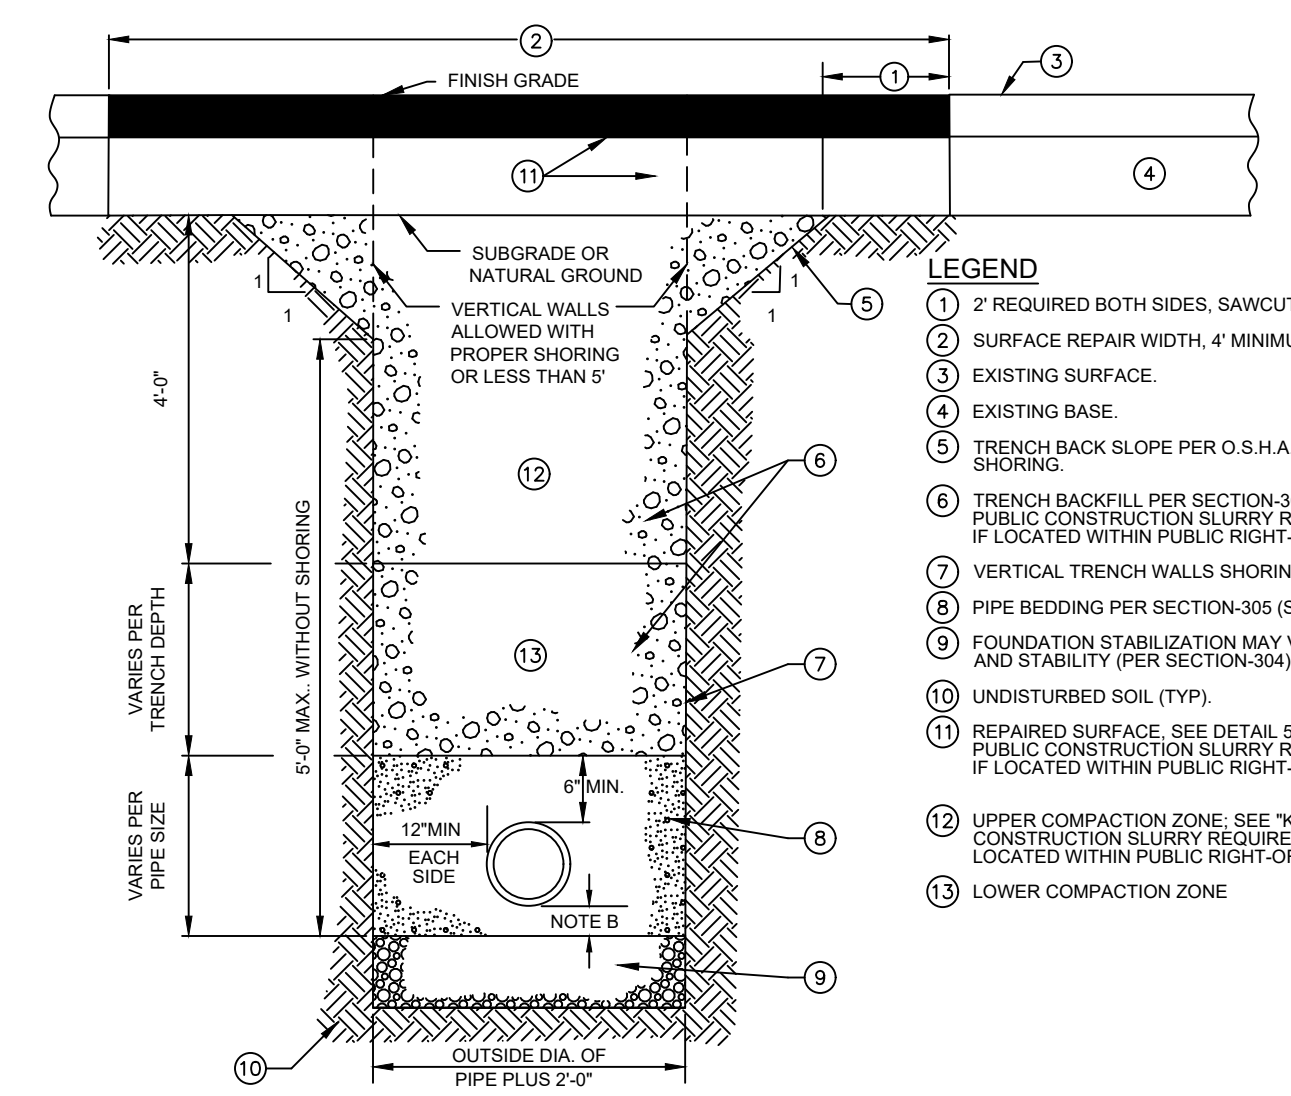 2
1
3
FINISH GRADE
11
4
SUBGRADE OR
NATURAL GROUND
1
1
VERTICAL WALLS
ALLOWED WITH
PROPER SHORING
OR LESS THAN 5'
1
1
5
4'-0"
12
6
5'-0" MAX.. WITHOUT SHORING
VARIES PER
TRENCH DEPTH
13
7
VARIES PER
PIPE SIZE
6" MIN.
12"MIN
EACH
SIDE
8
NOTE B
9
10
OUTSIDE DIA. OF
PIPE PLUS 2'-0"
LEGEND
1 2' REQUIRED BOTH SIDES, SAWCUT
2 SURFACE REPAIR WIDTH, 4' MINIMU
3 EXISTING SURFACE.
4 EXISTING BASE.
5 TRENCH BACK SLOPE PER O.S.H.A.
SHORING.
6 TRENCH BACKFILL PER SECTION-3
PUBLIC CONSTRUCTION SLURRY R
IF LOCATED WITHIN PUBLIC RIGHT-
7 VERTICAL TRENCH WALLS SHORIN
8 PIPE BEDDING PER SECTION-305 (S
9 FOUNDATION STABILIZATION MAY V
AND STABILITY (PER SECTION-304)
10 UNDISTURBED SOIL (TYP).
11 REPAIRED SURFACE, SEE DETAIL 5
PUBLIC CONSTRUCTION SLURRY R
IF LOCATED WITHIN PUBLIC RIGHT-
12 UPPER COMPACTION ZONE; SEE "K
CONSTRUCTION SLURRY REQUIRE
LOCATED WITHIN PUBLIC RIGHT-OF
13 LOWER COMPACTION ZONE